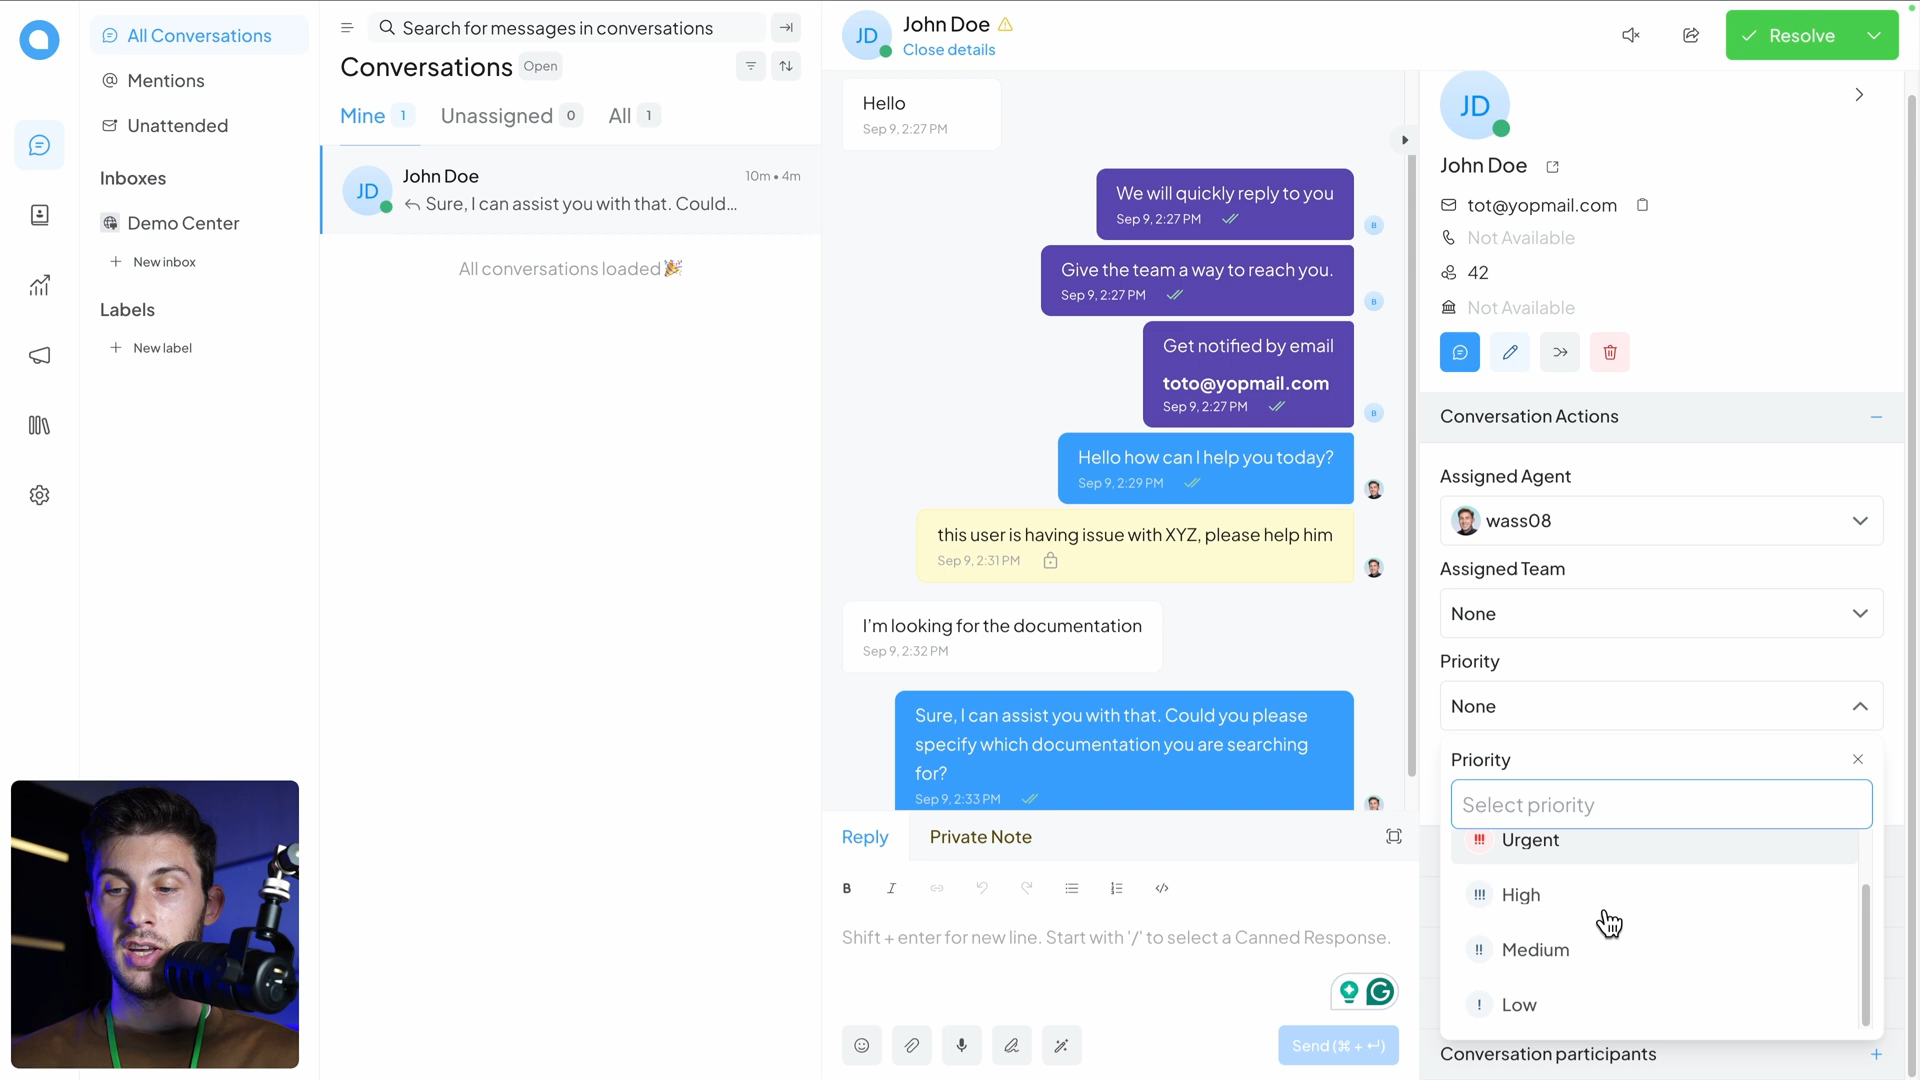 All Conversations
Mentions
Unattended
Inboxes
Demo Center
New inbox
Labels
New label
Search for messages in conversations
Conversations Open
Mine 1 Unassigned 0 All 1
JD
John Doe 10m • 4m
Sure, I can assist you with that. Could...
All conversations loaded
JD
John Doe
Close details
Resolve
Hello
Sep 9, 2:27 PM
We will quickly reply to you
Sep 9, 2:27 PM
B
Give the team a way to reach you.
Sep 9, 2:27 PM
B
Get notified by email
toto@yopmail.com
Sep 9, 2:27 PM
B
Hello how can I help you today?
Sep 9, 2:29 PM
this user is having issue with XYZ, please help him
Sep 9, 2:31 PM
I'm looking for the documentation
Sep 9, 2:32 PM
Sure, I can assist you with that. Could you please
specify which documentation you are searching
for?
Sep 9, 2:33 PM
Reply Private Note
B I
Shift + enter for new line. Start with '/' to select a Canned Response.
Send (⌘ + ↵)
JD
John Doe
tot@yopmail.com
Not Available
42
Not Available
Conversation Actions
Assigned Agent
wass08
Assigned Team
None
Priority
None
Priority
Select priority
!!! Urgent
!!! High
!! Medium
! Low
Conversation participants